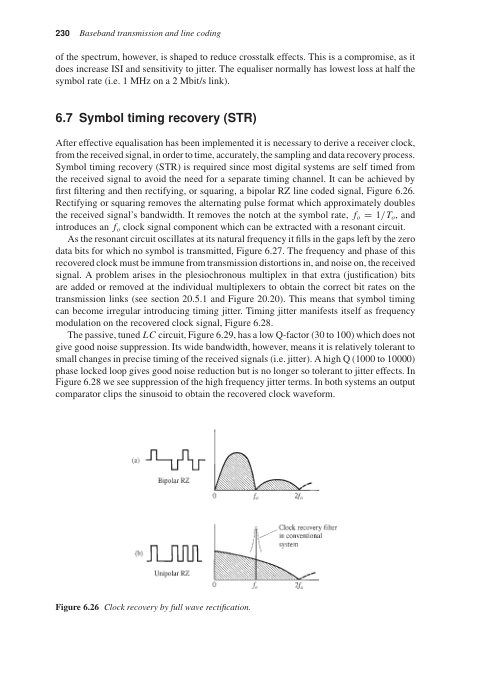 230 Baseband transmission and line coding
of the spectrum, however, is shaped to reduce crosstalk effects. This is a compromise, as it
does increase ISI and sensitivity to jitter. The equaliser normally has lowest loss at half the
symbol rate (i.e. 1 MHz on a 2 Mbit/s link).
6.7 Symbol timing recovery (STR)
After effective equalisation has been implemented it is necessary to derive a receiver clock,
from the received signal, in order to time, accurately, the sampling and data recovery process.
Symbol timing recovery (STR) is required since most digital systems are self timed from
the received signal to avoid the need for a separate timing channel. It can be achieved by
first filtering and then rectifying, or squaring, a bipolar RZ line coded signal, Figure 6.26.
Rectifying or squaring removes the alternating pulse format which approximately doubles
the received signal's bandwidth. It removes the notch at the symbol rate, fₒ = 1/Tₒ, and
introduces an fₒ clock signal component which can be extracted with a resonant circuit.
As the resonant circuit oscillates at its natural frequency it fills in the gaps left by the zero
data bits for which no symbol is transmitted, Figure 6.27. The frequency and phase of this
recovered clock must be immune from transmission distortions in, and noise on, the received
signal. A problem arises in the plesiochronous multiplex in that extra (justification) bits
are added or removed at the individual multiplexers to obtain the correct bit rates on the
transmission links (see section 20.5.1 and Figure 20.20). This means that symbol timing
can become irregular introducing timing jitter. Timing jitter manifests itself as frequency
modulation on the recovered clock signal, Figure 6.28.
The passive, tuned LC circuit, Figure 6.29, has a low Q-factor (30 to 100) which does not
give good noise suppression. Its wide bandwidth, however, means it is relatively tolerant to
small changes in precise timing of the received signals (i.e. jitter). A high Q (1000 to 10000)
phase locked loop gives good noise reduction but is no longer so tolerant to jitter effects. In
Figure 6.28 we see suppression of the high frequency jitter terms. In both systems an output
comparator clips the sinusoid to obtain the recovered clock waveform.
(a)
Bipolar RZ
0 fₒ 2fₒ
Clock recovery filter
in conventional
system
(b)
Unipolar RZ
0 fₒ 2fₒ
Figure 6.26 Clock recovery by full wave rectification.